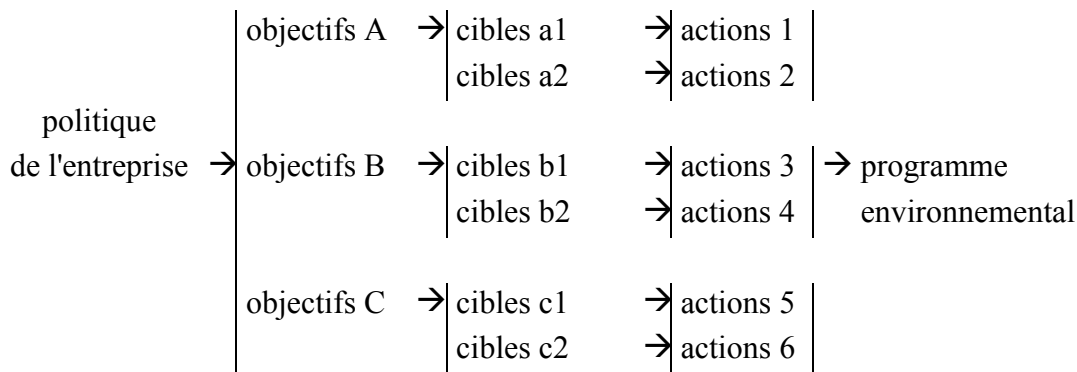 objectifs A → cibles a1 → actions 1
cibles a2 → actions 2
politique
de l'entreprise → objectifs B → cibles b1 → actions 3 → programme
cibles b2 → actions 4 environnemental
objectifs C → cibles c1 → actions 5
cibles c2 → actions 6